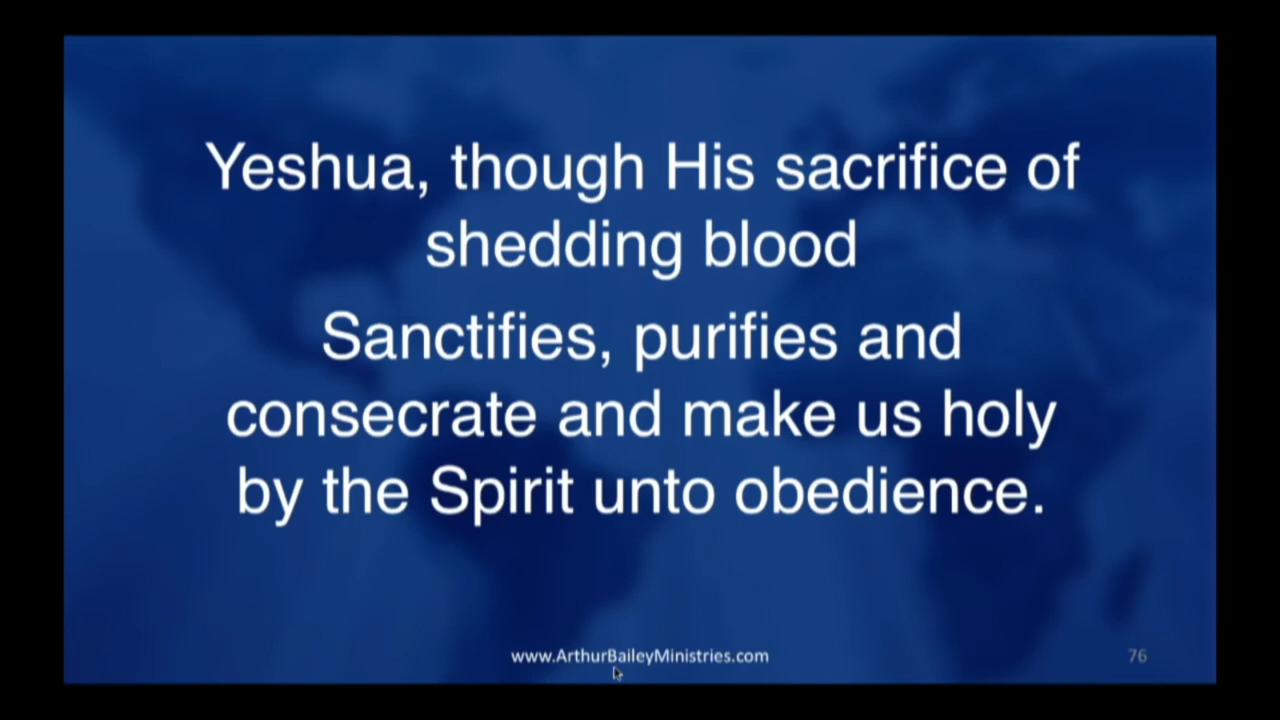 Yeshua, though His sacrifice of
shedding blood
Sanctifies, purifies and
consecrate and make us holy
by the Spirit unto obedience.
www.ArthurBaileyMinistries.com
76